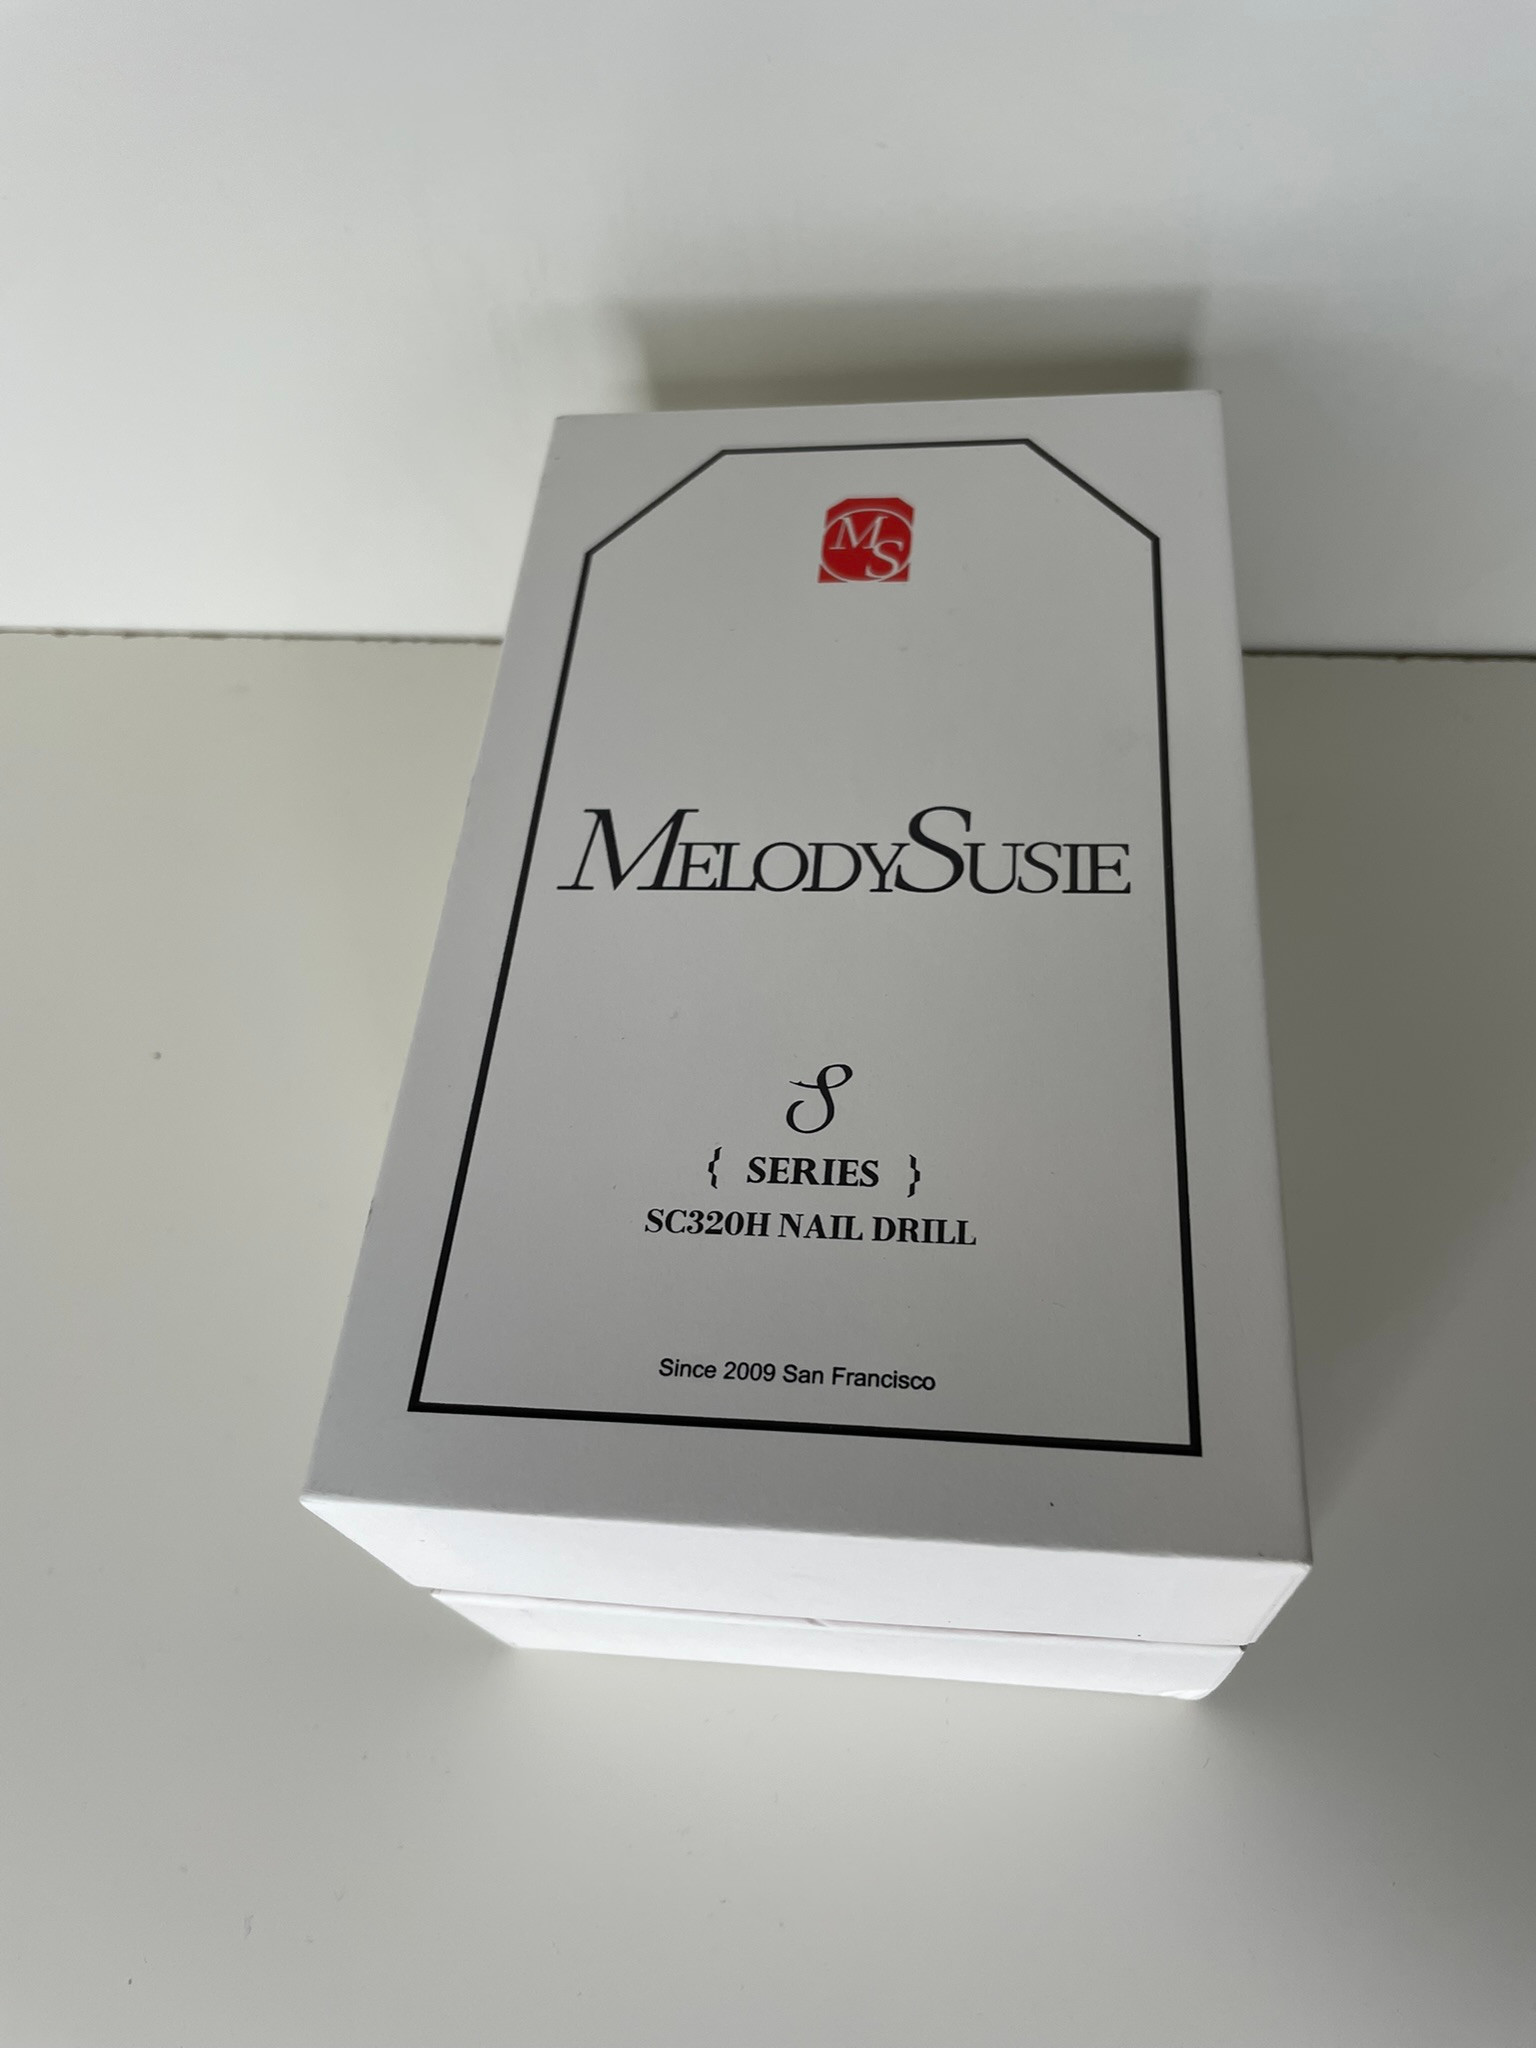 MS
MELODYSUSIE
S
{ SERIES }
SC320H NAIL DRILL
Since 2009 San Francisco